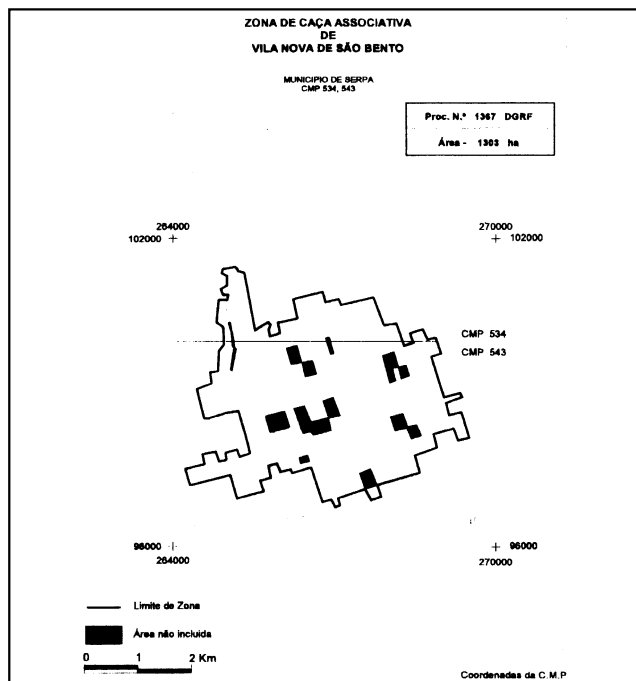 ZONA DE CAÇA ASSOCIATIVA
DE
VILA NOVA DE SÃO BENTO
MUNICIPIO DE SERPA
CMP 534, 543
Proc. N.º 1367 DGRF
Área - 1303 ha
264000
270000
102000
102000
CMP 534
CMP 543
96000
96000
264000
270000
Limite de Zona
Área não incluida
0 1 2 Km
Coordenadas da C.M.P